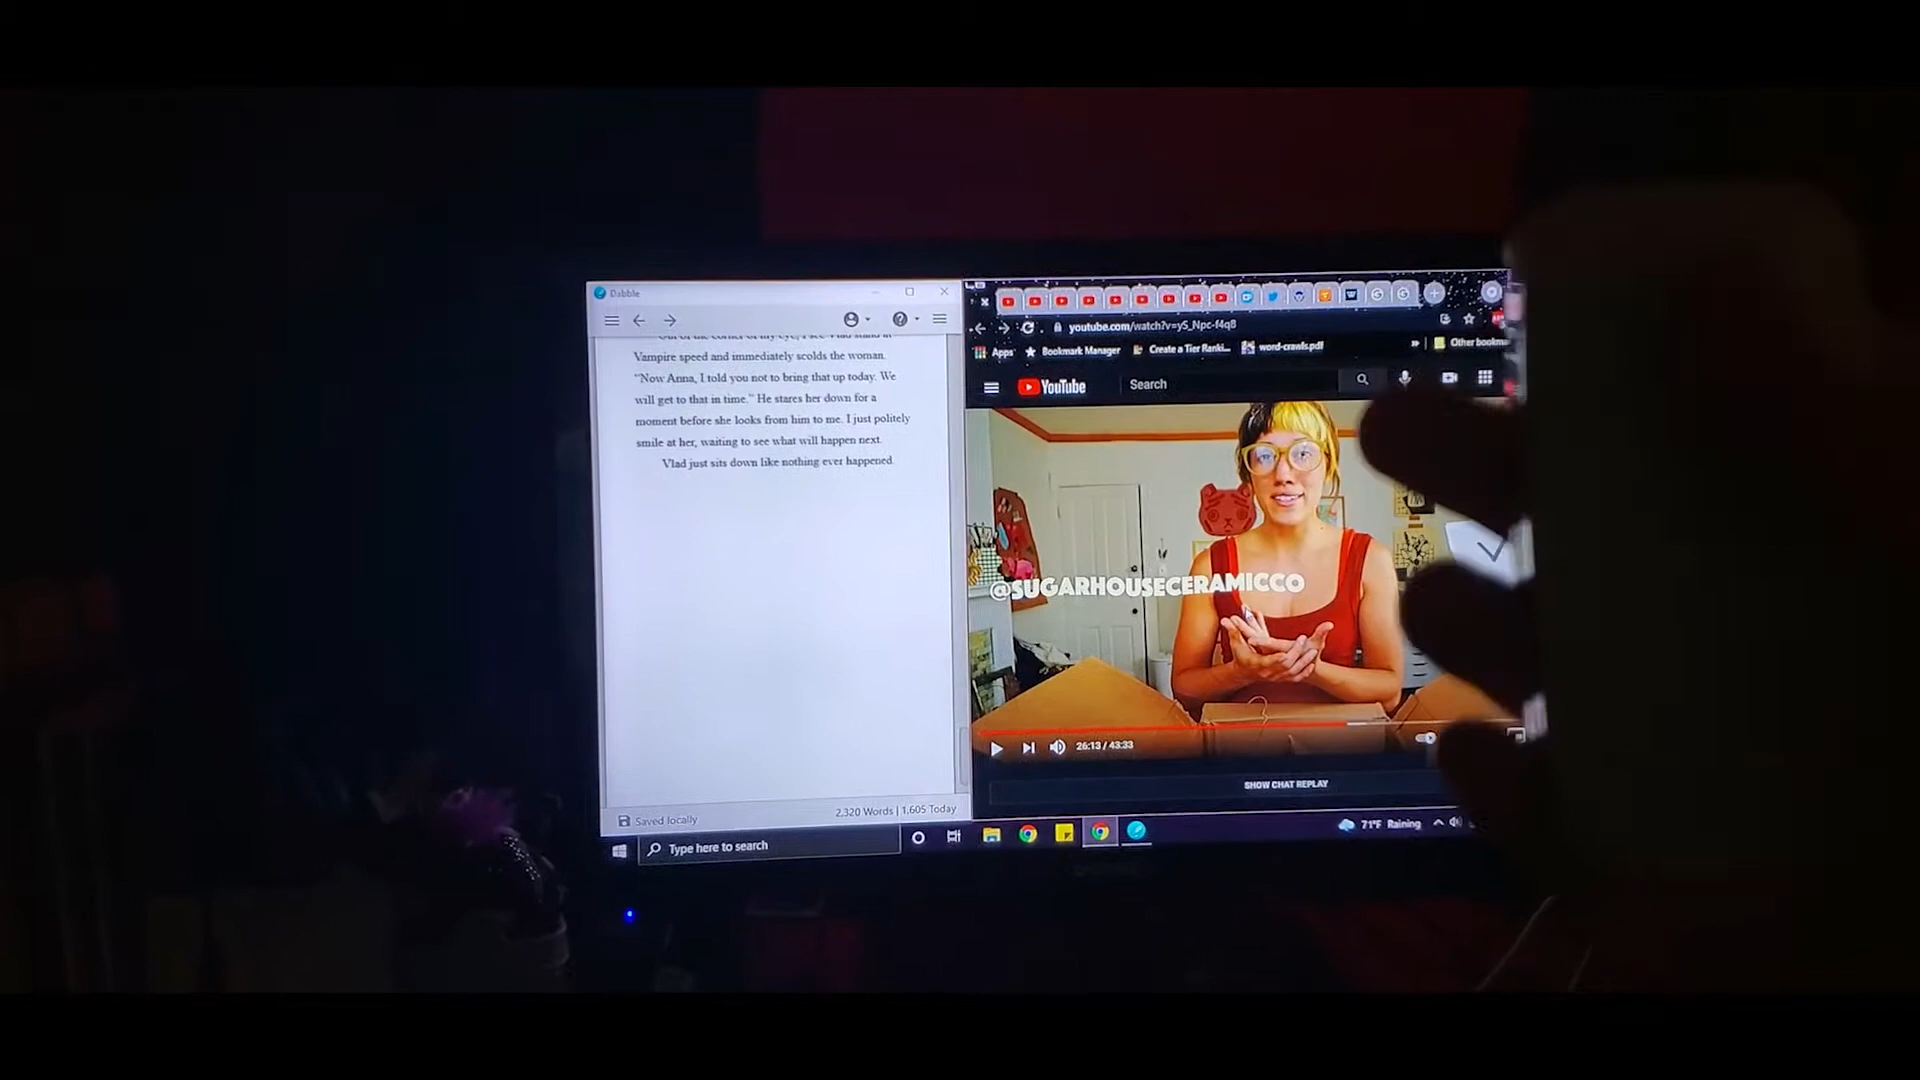 Dabble
Vampire speed and immediately scolds the woman.
"Now Anna, I told you not to bring that up today. We
will get to that in time." He stares her down for a
moment before she looks from him to me. I just politely
smile at her, waiting to see what will happen next.
Vlad just sits down like nothing ever happened.
Saved locally
2,320 Words | 1,605 Today
youtube.com/watch?v=yS_Npc-f4q8
Apps
Bookmark Manager
Create a Tier Ranki...
word-crawls.pdf
»
Other bookma
YouTube
Search
@SUGARHOUSECERAMICCO
26:13 / 43:33
SHOW CHAT REPLAY
Type here to search
71°F Raining